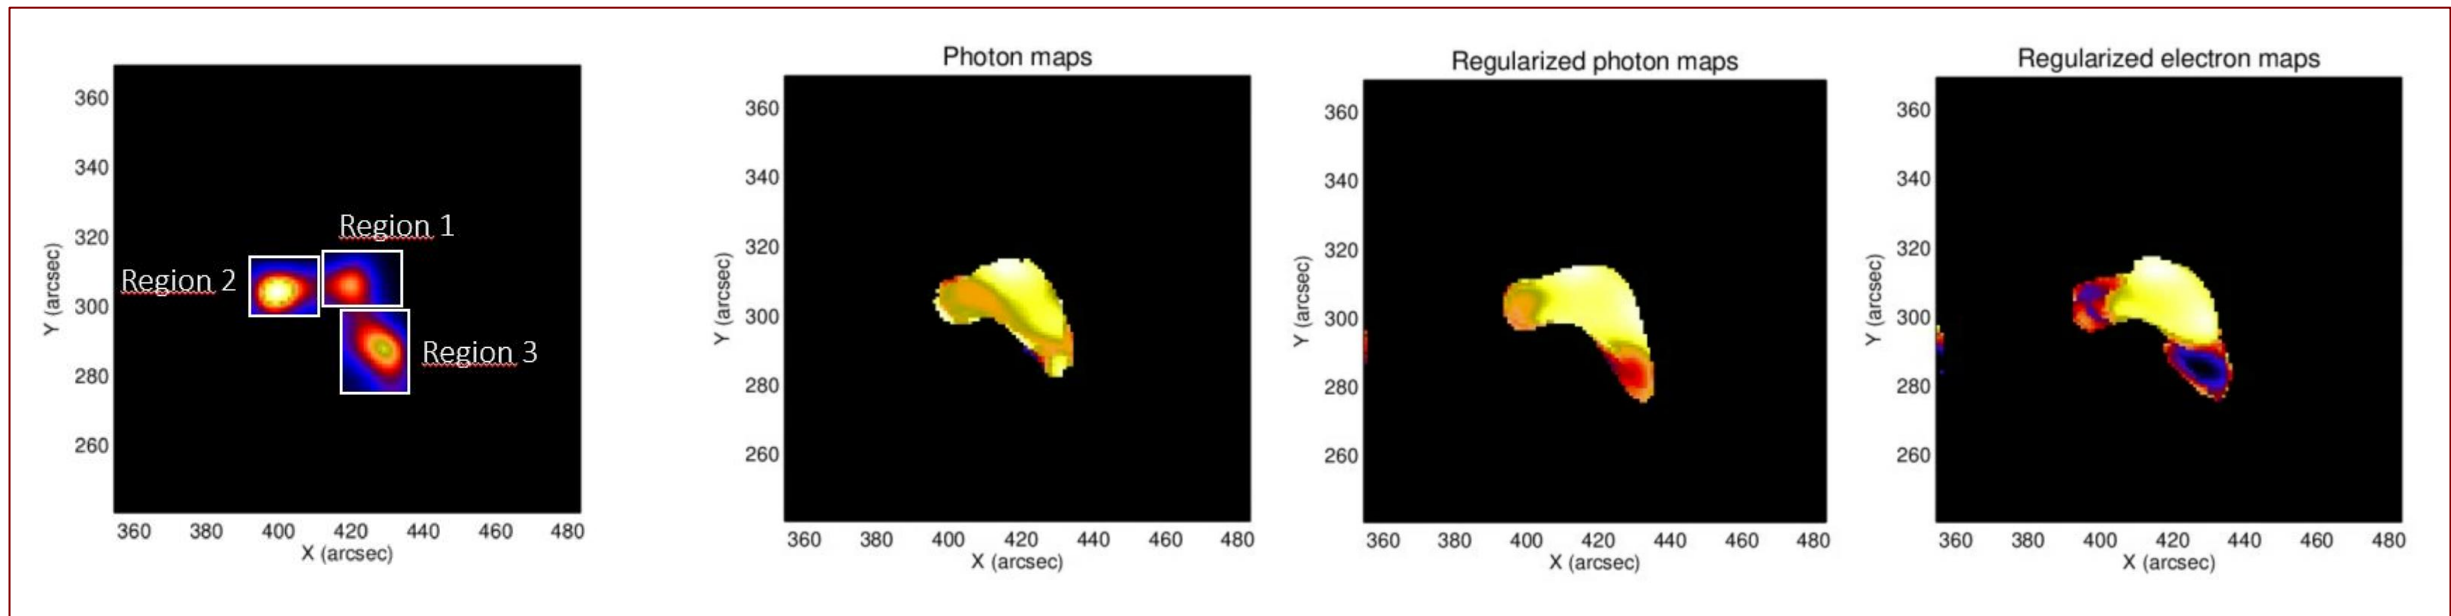 Region 1
Region 2
Region 3
360
340
320
300
280
260
Y (arcsec)
360 380 400 420 440 460 480
X (arcsec)
Photon maps
360
340
320
300
280
260
Y (arcsec)
360 380 400 420 440 460 480
X (arcsec)
Regularized photon maps
360
340
320
300
280
260
Y (arcsec)
360 380 400 420 440 460 480
X (arcsec)
Regularized electron maps
360
340
320
300
280
260
Y (arcsec)
360 380 400 420 440 460 480
X (arcsec)